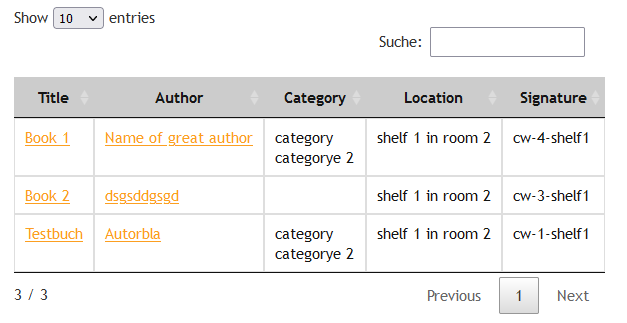 Show 10 entries
Suche:
Title Author Category Location Signature
Book 1 Name of great author category shelf 1 in room 2 cw-4-shelf1
categorye 2
Book 2 dsgsddgsgd shelf 1 in room 2 cw-3-shelf1
Testbuch Autorbla category shelf 1 in room 2 cw-1-shelf1
categorye 2
3 / 3 Previous 1 Next